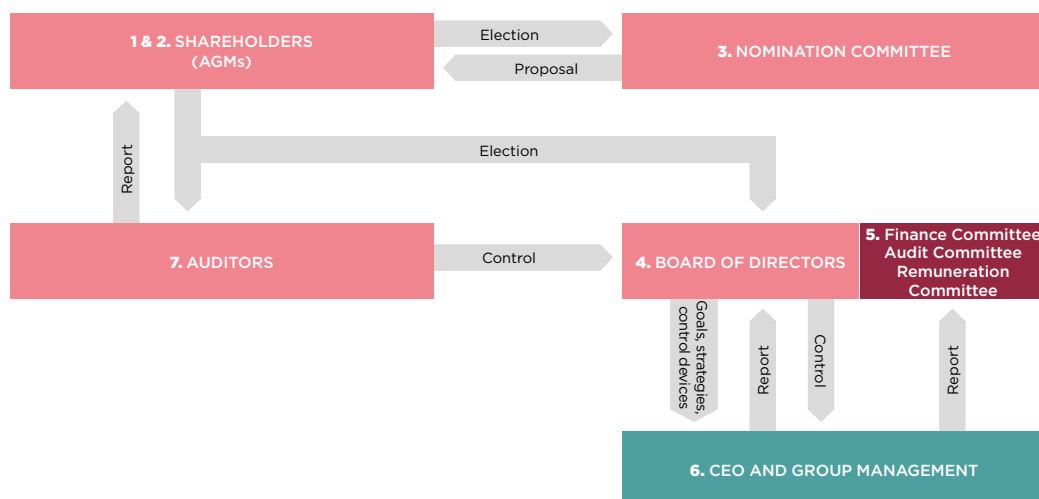 1 & 2. SHAREHOLDERS
(AGMs)
Election
Proposal
3. NOMINATION COMMITTEE
Report
Election
7. AUDITORS
Control
4. BOARD OF DIRECTORS
5. Finance Committee
Audit Committee
Remuneration
Committee
Goals, strategies,
control devices
Report
Control
Report
6. CEO AND GROUP MANAGEMENT